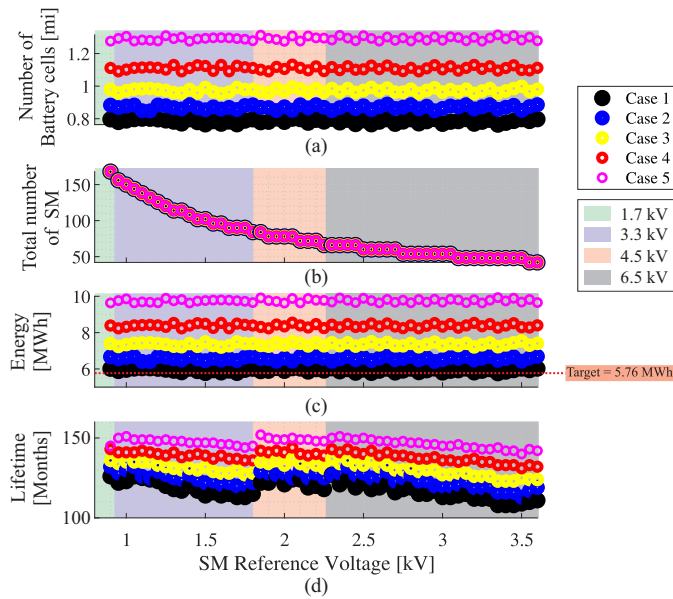 Number of
Battery cells [mi]
1.2
1
0.8
(a)
Total number
of SM
150
100
50
(b)
Energy
[MWh]
10
8
6
Target = 5.76 MWh
(c)
Lifetime
[Months]
150
100
1
1.5
2
2.5
3
3.5
SM Reference Voltage [kV]
(d)
Case 1
Case 2
Case 3
Case 4
Case 5
1.7 kV
3.3 kV
4.5 kV
6.5 kV